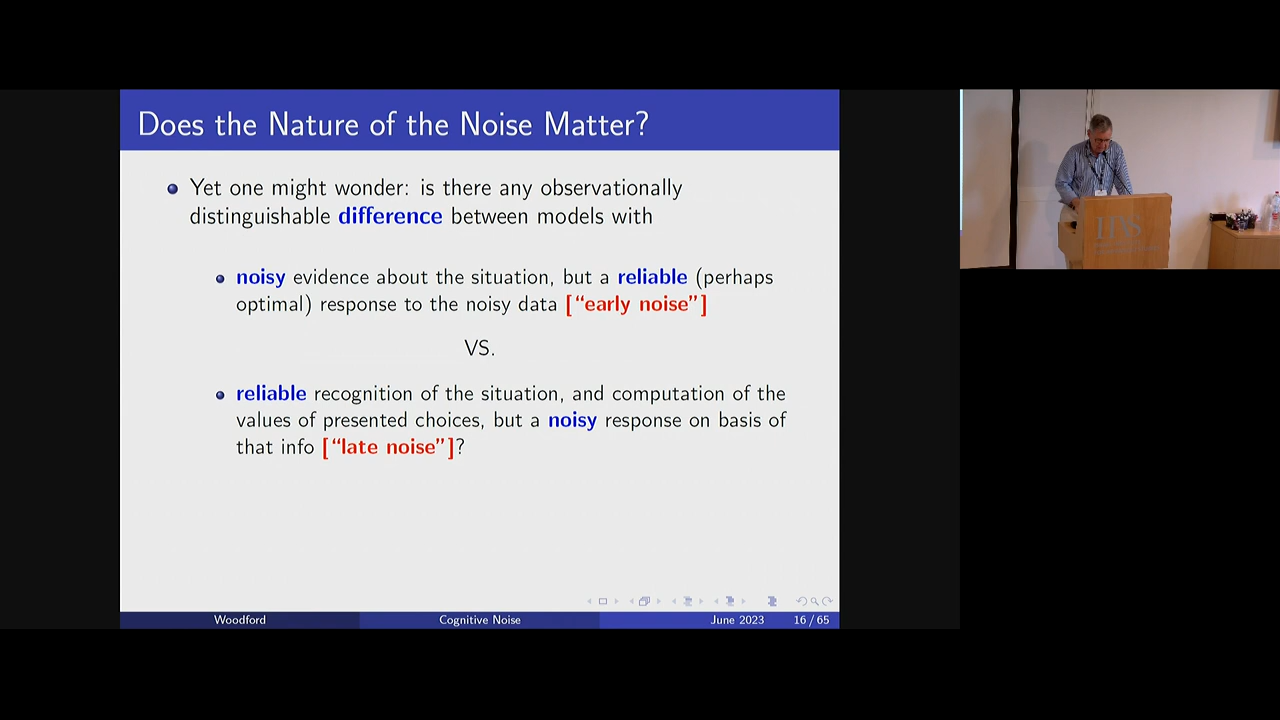 Does the Nature of the Noise Matter?
Yet one might wonder: is there any observationally
distinguishable difference between models with
noisy evidence about the situation, but a reliable (perhaps
optimal) response to the noisy data ["early noise"]
VS.
reliable recognition of the situation, and computation of the
values of presented choices, but a noisy response on basis of
that info ["late noise"]?
Woodford
Cognitive Noise
June 2023
16 / 65